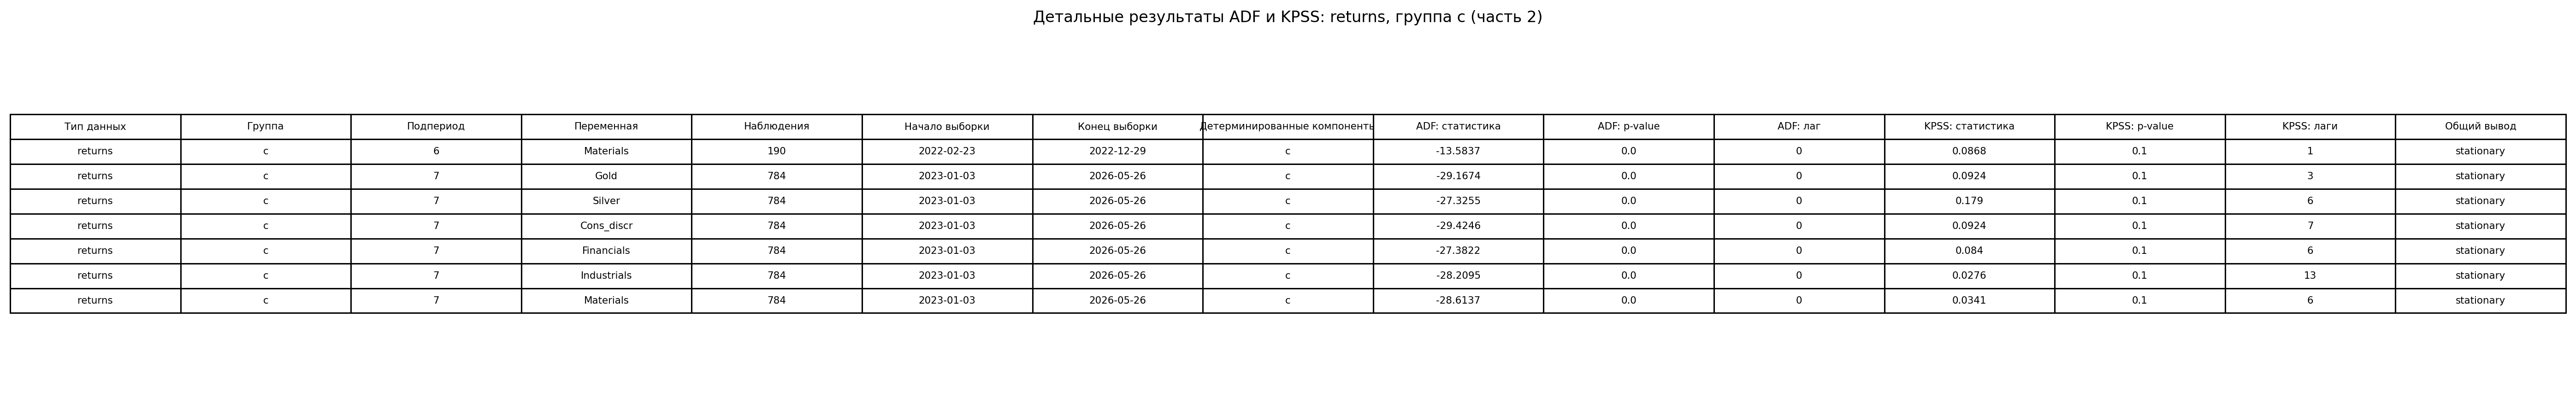 Детальные результаты ADF и KPSS: returns, группа c (часть 2)
Тип данных Группа Подпериод Переменная Наблюдения Начало выборки Конец выборки Детерминированные компоненты ADF: статистика ADF: p-value ADF: лаг KPSS: статистика KPSS: p-value KPSS: лаги Общий вывод
returns c 6 Materials 190 2022-02-23 2022-12-29 c -13.5837 0.0 0 0.0868 0.1 1 stationary
returns c 7 Gold 784 2023-01-03 2026-05-26 c -29.1674 0.0 0 0.0924 0.1 3 stationary
returns c 7 Silver 784 2023-01-03 2026-05-26 c -27.3255 0.0 0 0.179 0.1 6 stationary
returns c 7 Cons_discr 784 2023-01-03 2026-05-26 c -29.4246 0.0 0 0.0924 0.1 7 stationary
returns c 7 Financials 784 2023-01-03 2026-05-26 c -27.3822 0.0 0 0.084 0.1 6 stationary
returns c 7 Industrials 784 2023-01-03 2026-05-26 c -28.2095 0.0 0 0.0276 0.1 13 stationary
returns c 7 Materials 784 2023-01-03 2026-05-26 c -28.6137 0.0 0 0.0341 0.1 6 stationary